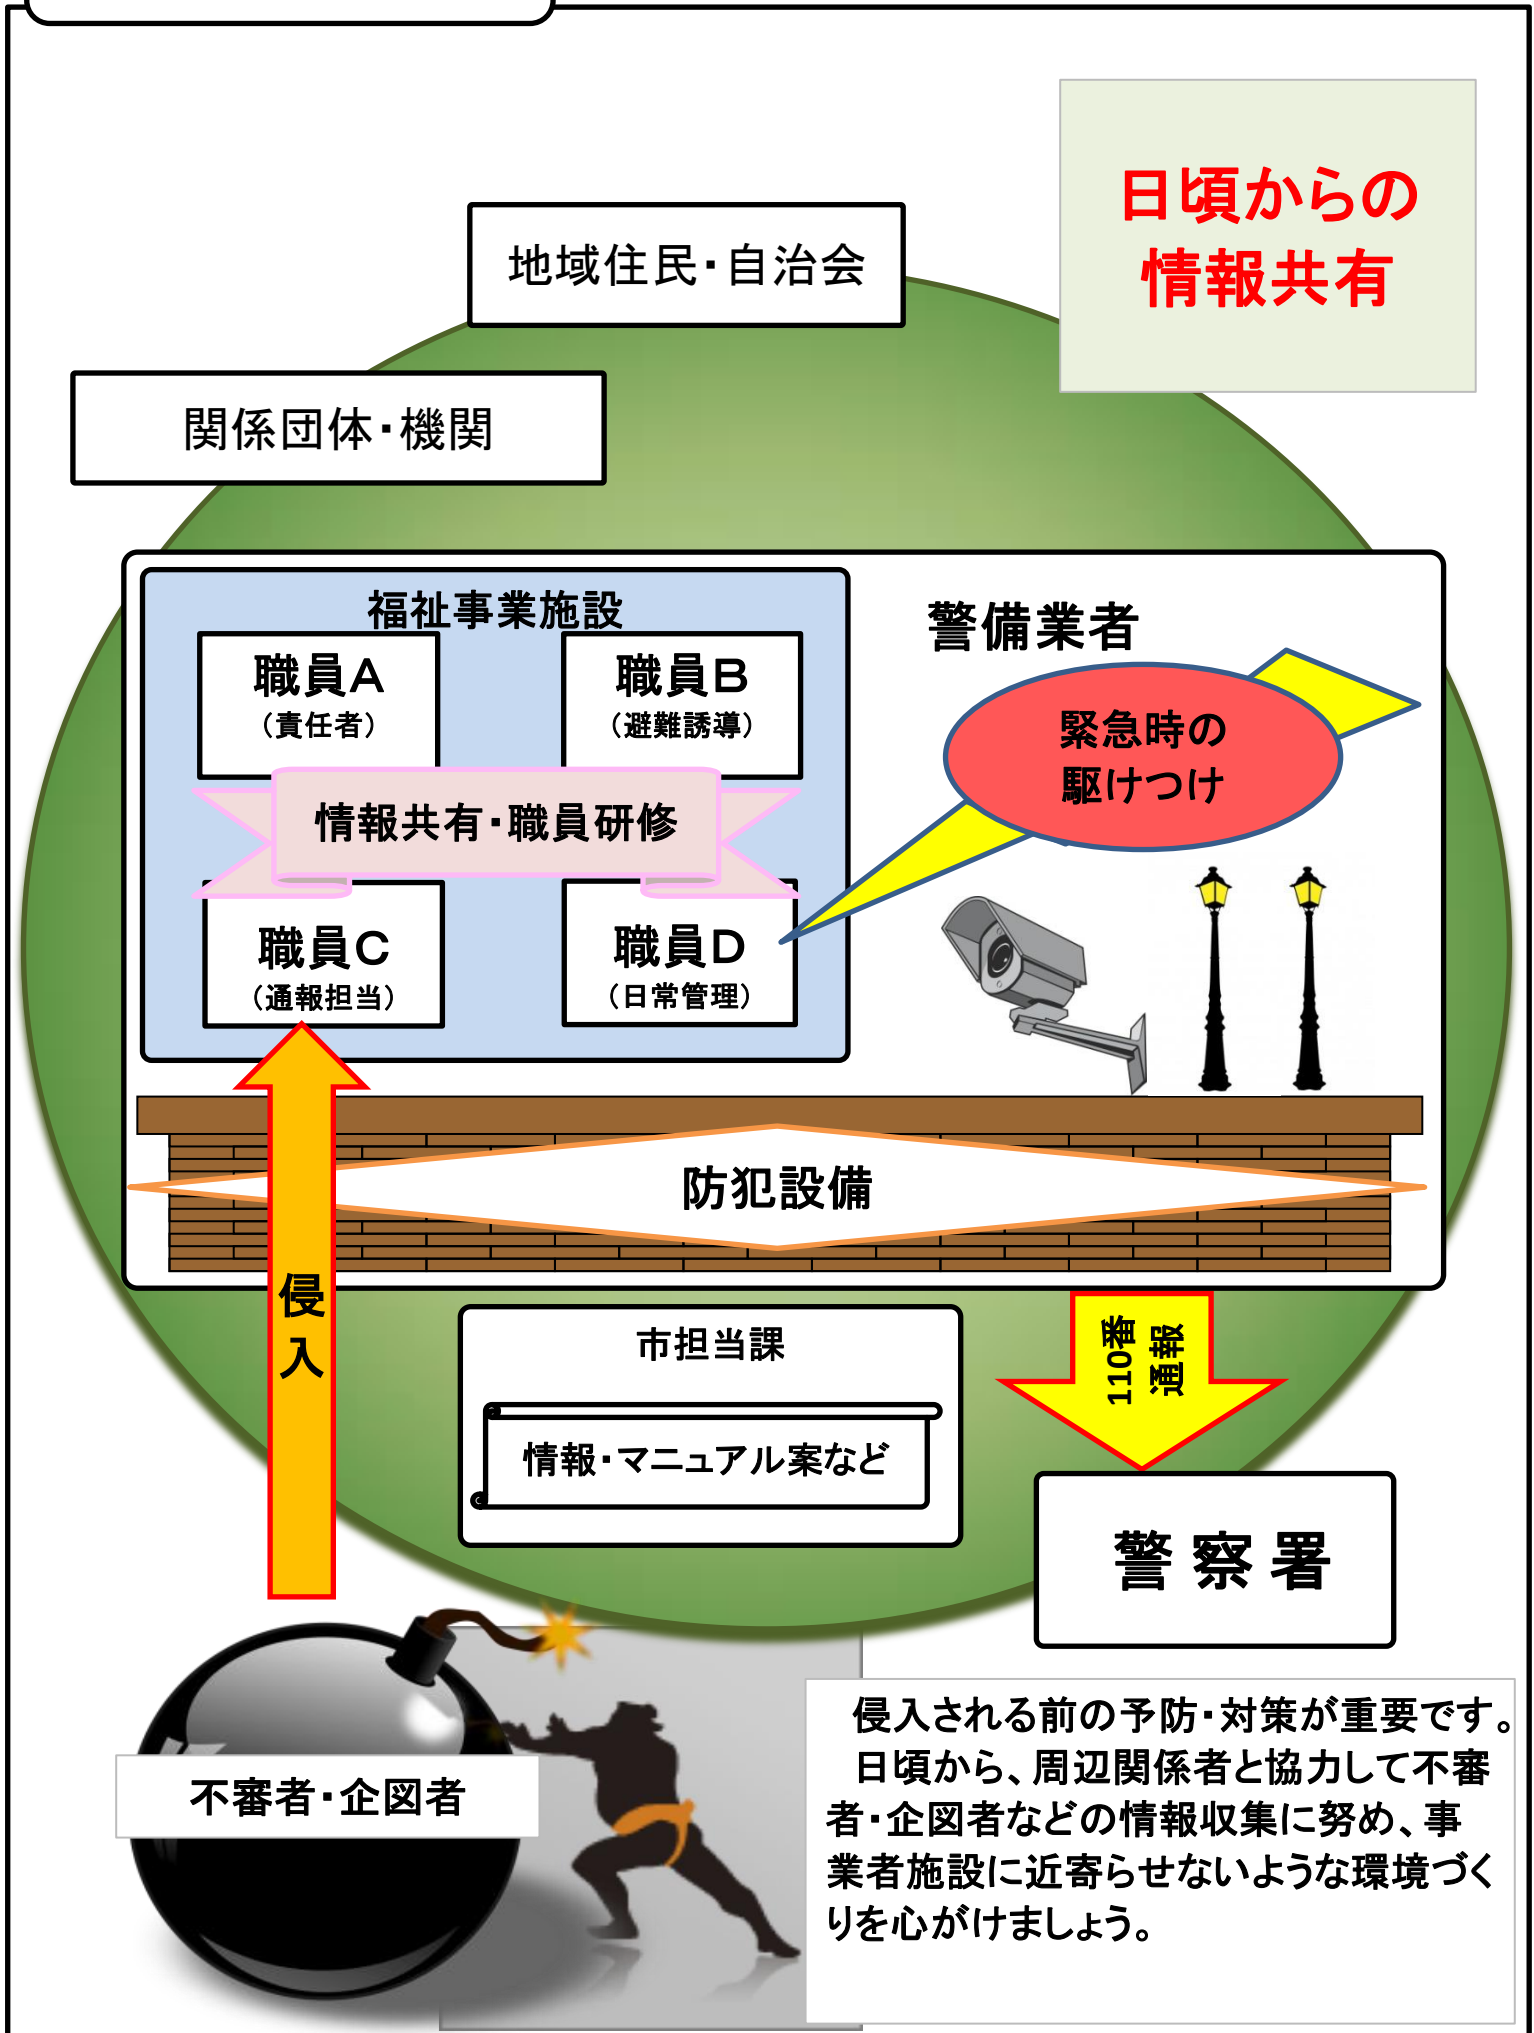 日頃からの
情報共有
地域住民・自治会
関係団体・機関
福祉事業施設
職員A
（責任者）
職員B
（避難誘導）
情報共有・職員研修
職員C
（通報担当）
職員D
（日常管理）
警備業者
緊急時の
駆けつけ
防犯設備
侵
入
市担当課
情報・マニュアル案など
110番
通報
警察署
不審者・企図者
侵入される前の予防・対策が重要です。
日頃から、周辺関係者と協力して不審
者・企図者などの情報収集に努め、事
業者施設に近寄らせないような環境づく
りを心がけましょう。